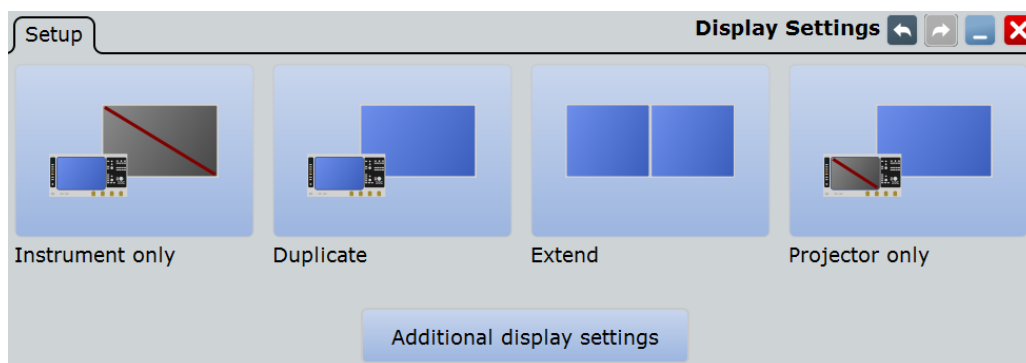 Setup
Display Settings
Instrument only
Duplicate
Extend
Projector only
Additional display settings